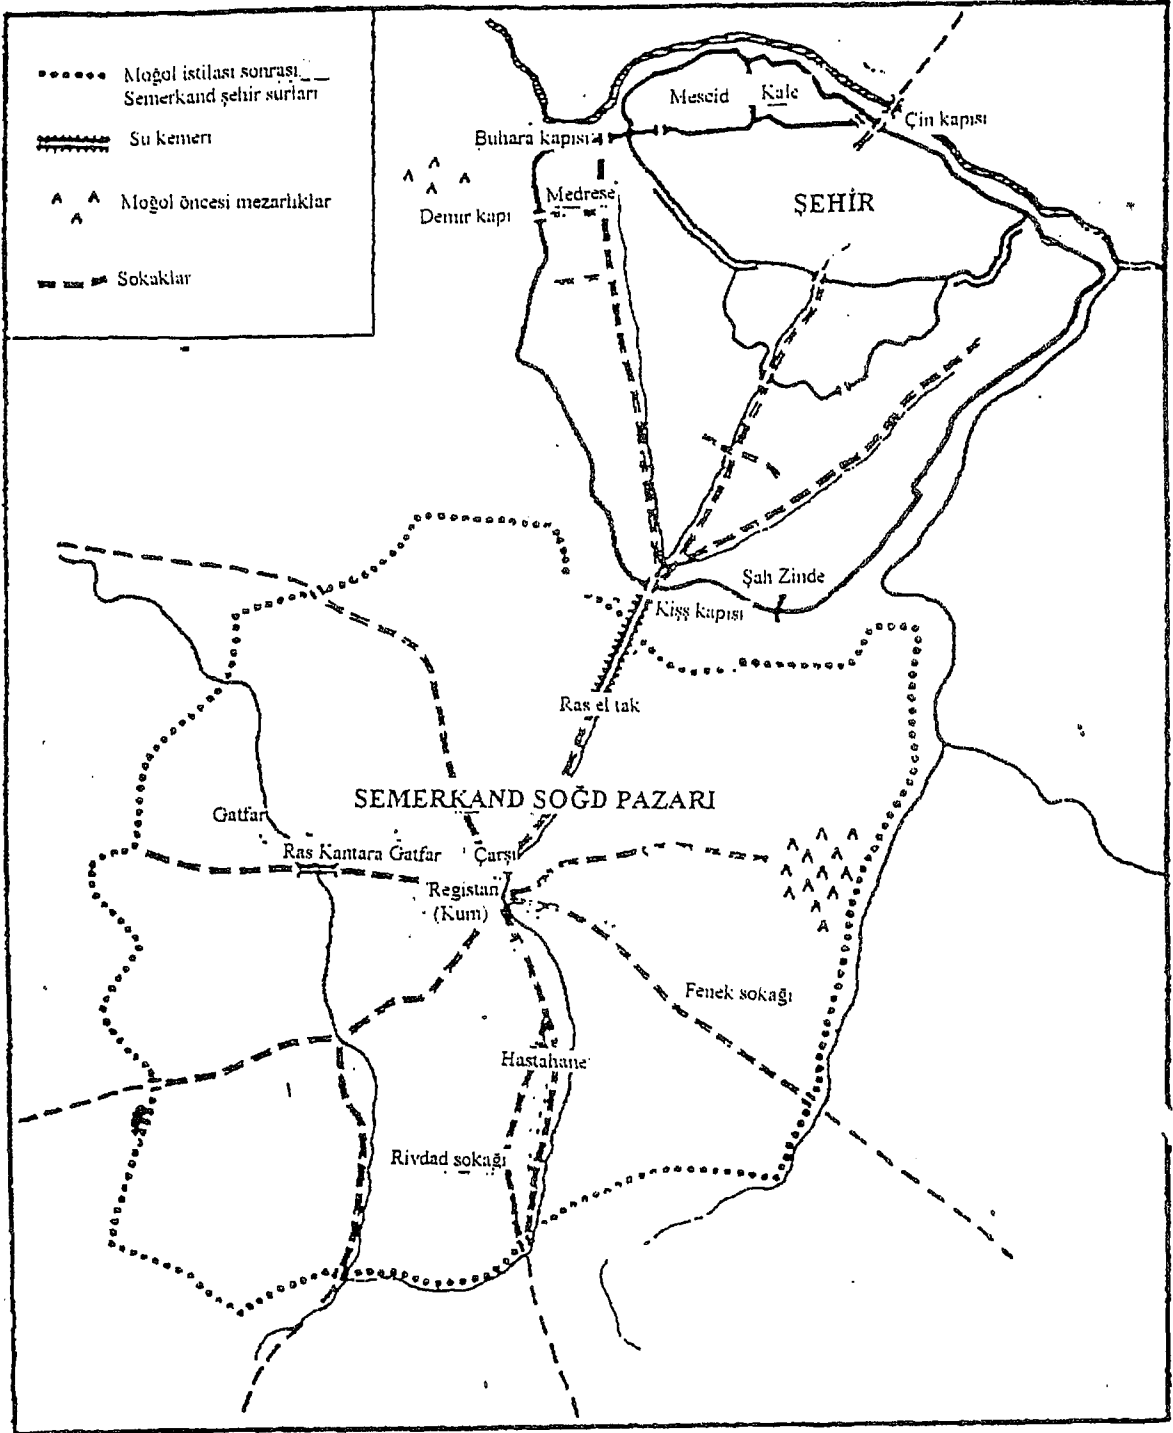 Moğol istilası sonrası
Semerkand şehir surları
Su kemeri
Moğol öncesi mezarlıklar
Sokaklar
Mescid
Kale
Çin kapısı
Buhara kapısı
Medrese
Demir kapı
ŞEHİR
Şah Zinde
Kişş kapısı
Ras el tak
SEMERKAND SOĞD PAZARI
Gatfar
Ras Kantara Gatfar
Çarşı
Registan
(Kum)
Fenek sokağı
Hastahane
Rivdad sokağı